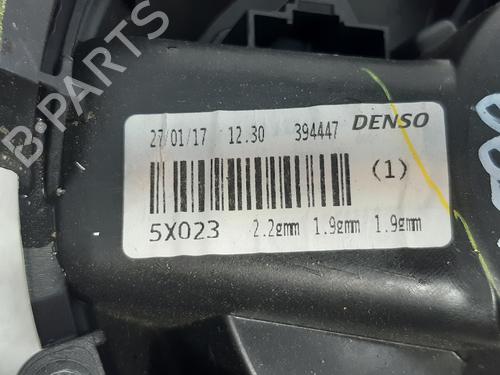 B-PARTS
27/01/17 12.30 394447 DENSO
(1)
5X023 2.2gmm 1.9gmm 1.9gmm